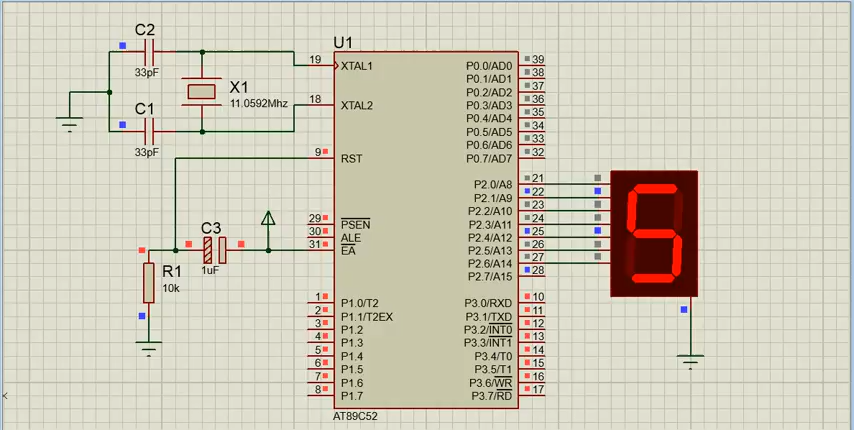 C2
33pF
X1
11.0592Mhz
C1
33pF
C3
1uF
R1
10k
U1
19 XTAL1
18 XTAL2
9 RST
29 PSEN
30 ALE
31 EA
1 P1.0/T2
2 P1.1/T2EX
3 P1.2
4 P1.3
5 P1.4
6 P1.5
7 P1.6
8 P1.7
P0.0/AD0 39
P0.1/AD1 38
P0.2/AD2 37
P0.3/AD3 36
P0.4/AD4 35
P0.5/AD5 34
P0.6/AD6 33
P0.7/AD7 32
P2.0/A8 21
P2.1/A9 22
P2.2/A10 23
P2.3/A11 24
P2.4/A12 25
P2.5/A13 26
P2.6/A14 27
P2.7/A15 28
P3.0/RXD 10
P3.1/TXD 11
P3.2/INT0 12
P3.3/INT1 13
P3.4/T0 14
P3.5/T1 15
P3.6/WR 16
P3.7/RD 17
AT89C52
5